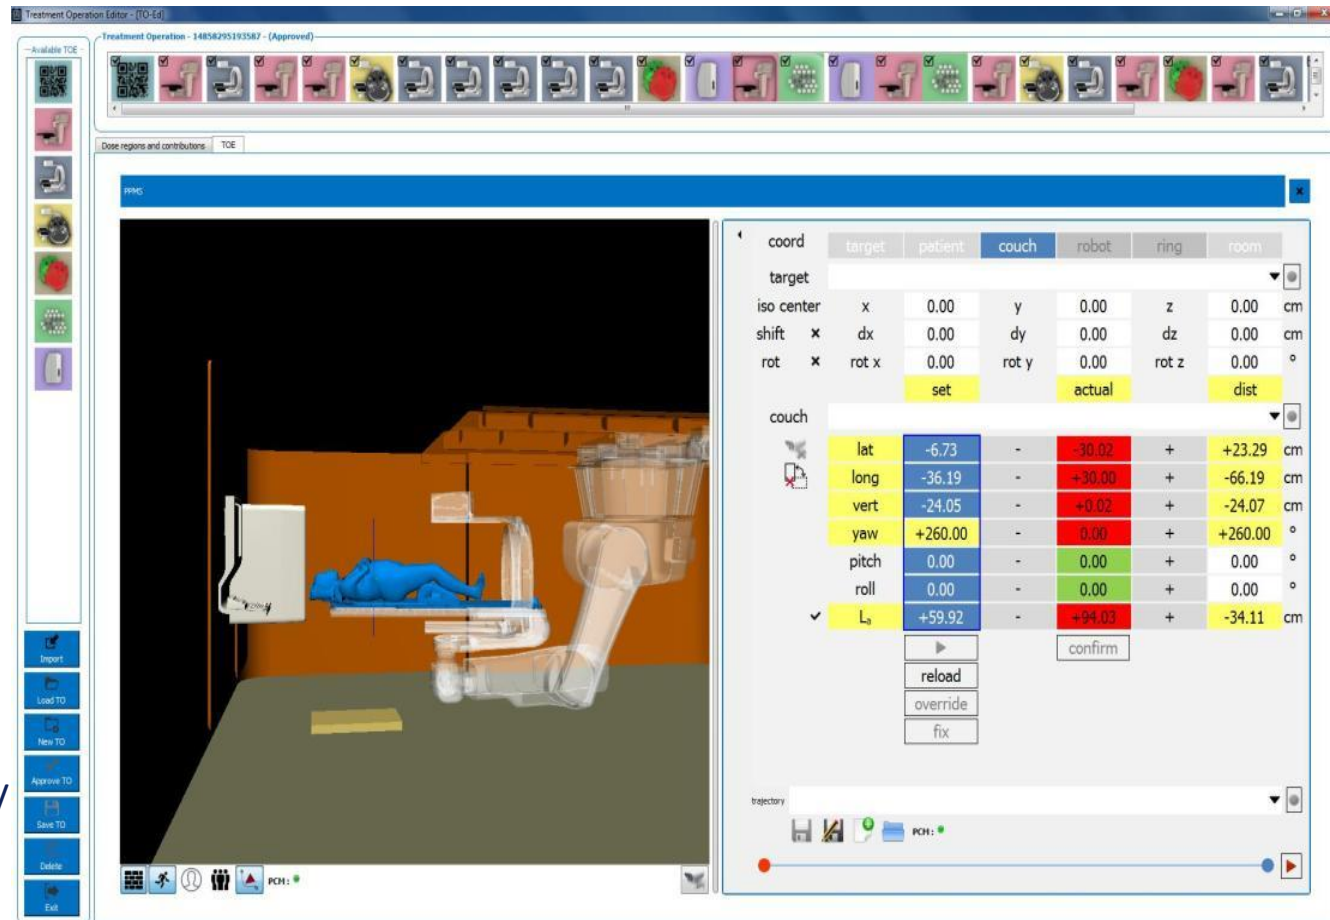 Treatment Operation Editor - [TO-Ed]
Available TOE
Treatment Operation - 14858295193587 - (Approved)
Dose regions and contributions TOE
PPMS
coord target patient couch robot ring room
target
iso center x 0.00 y 0.00 z 0.00 cm
shift × dx 0.00 dy 0.00 dz 0.00 cm
rot × rot x 0.00 rot y 0.00 rot z 0.00 °
set actual dist
couch
lat -6.73 - -30.02 + +23.29 cm
long -36.19 - +30.00 + -66.19 cm
vert -24.05 - +0.02 + -24.07 cm
yaw +260.00 - 0.00 + +260.00 °
pitch 0.00 - 0.00 + 0.00 °
roll 0.00 - 0.00 + 0.00 °
Lₐ +59.92 - +94.03 + -34.11 cm
confirm
reload
override
fix
trajectory
PCM :
PCM :
Import
Load TO
New TO
Approve TO
Save TO
Delete
Exit
y